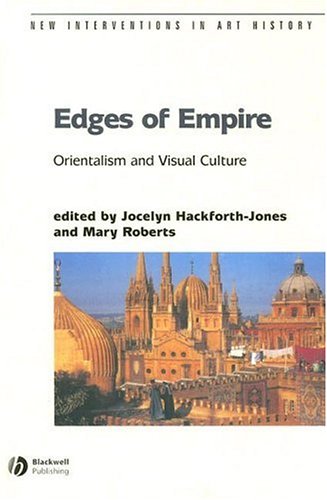 NEW INTERVENTIONS IN ART HISTORY
Edges of Empire
Orientalism and Visual Culture
edited by Jocelyn Hackforth-Jones
and Mary Roberts
Blackwell
Publishing